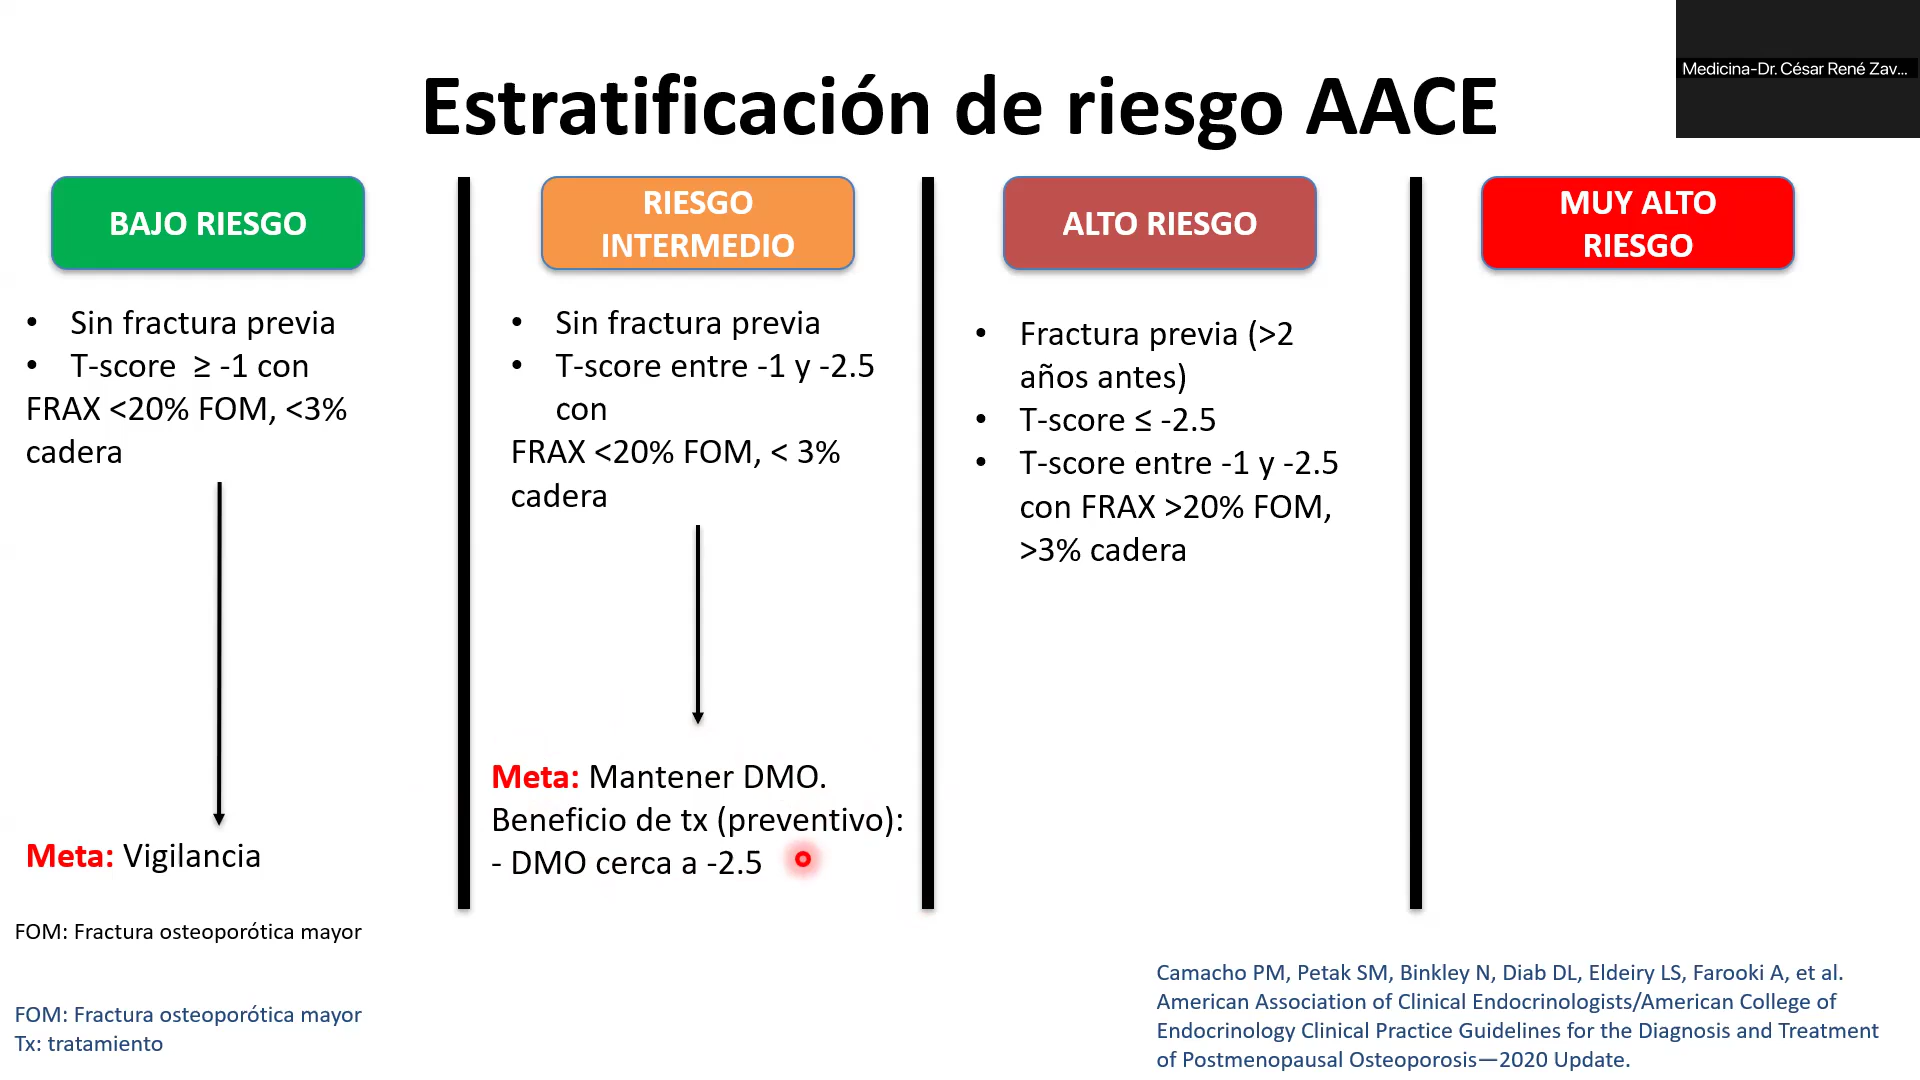 Medicina-Dr. César René Zav...
Estratificación de riesgo AACE
BAJO RIESGO
• Sin fractura previa
• T-score ≥ -1 con
FRAX <20% FOM, <3%
cadera
Meta: Vigilancia
RIESGO
INTERMEDIO
• Sin fractura previa
• T-score entre -1 y -2.5
con
FRAX <20% FOM, < 3%
cadera
Meta: Mantener DMO.
Beneficio de tx (preventivo):
- DMO cerca a -2.5
ALTO RIESGO
• Fractura previa (>2
años antes)
• T-score ≤ -2.5
• T-score entre -1 y -2.5
con FRAX >20% FOM,
>3% cadera
MUY ALTO
RIESGO
FOM: Fractura osteoporótica mayor
FOM: Fractura osteoporótica mayor
Tx: tratamiento
Camacho PM, Petak SM, Binkley N, Diab DL, Eldeiry LS, Farooki A, et al.
American Association of Clinical Endocrinologists/American College of
Endocrinology Clinical Practice Guidelines for the Diagnosis and Treatment
of Postmenopausal Osteoporosis—2020 Update.